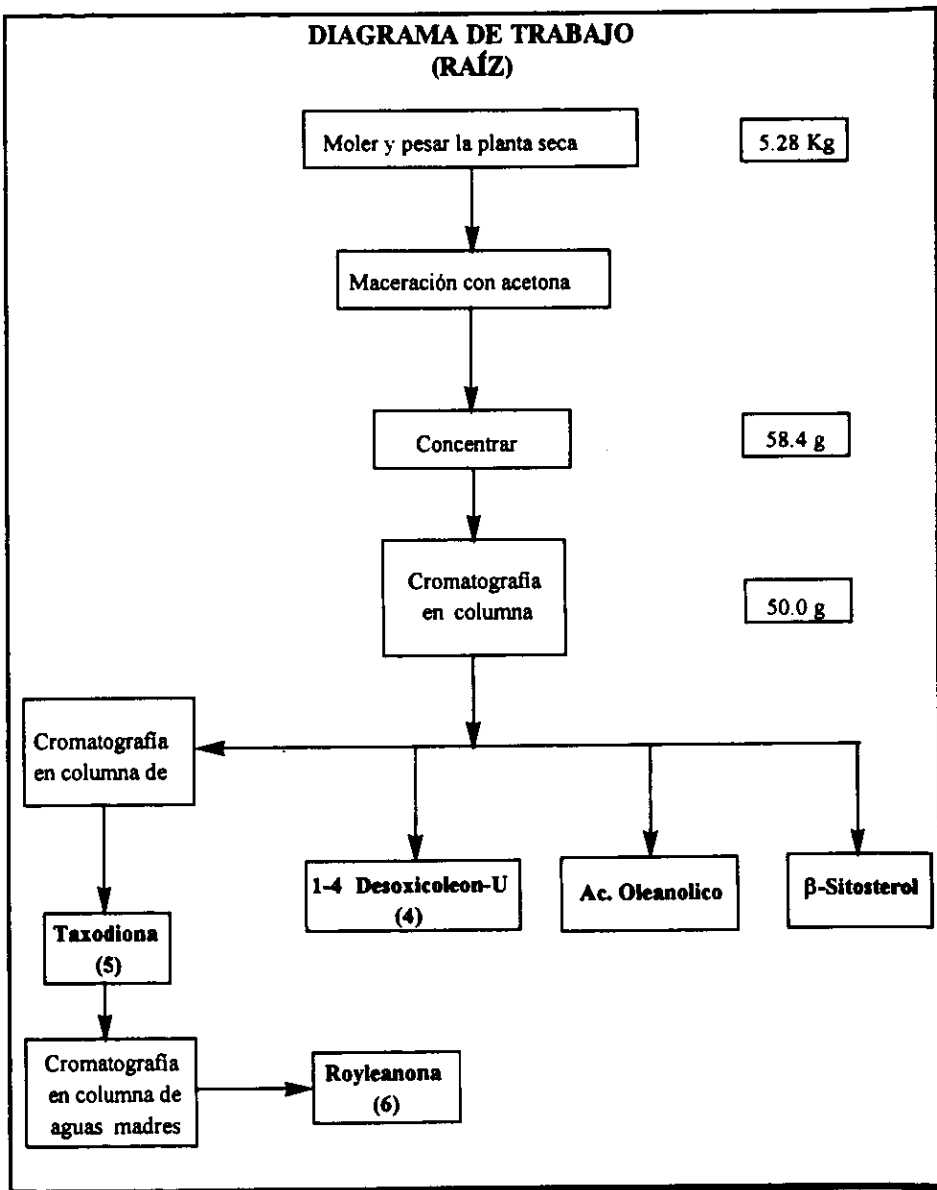 DIAGRAMA DE TRABAJO
(RAÍZ)
Moler y pesar la planta seca
5.28 Kg
Maceración con acetona
Concentrar
58.4 g
Cromatografía
en columna
50.0 g
Cromatografía
en columna de
1-4 Desoxicoleon-U
(4)
Ac. Oleanolico
β-Sitosterol
Taxodiona
(5)
Cromatografía
en columna de
aguas madres
Royleanona
(6)